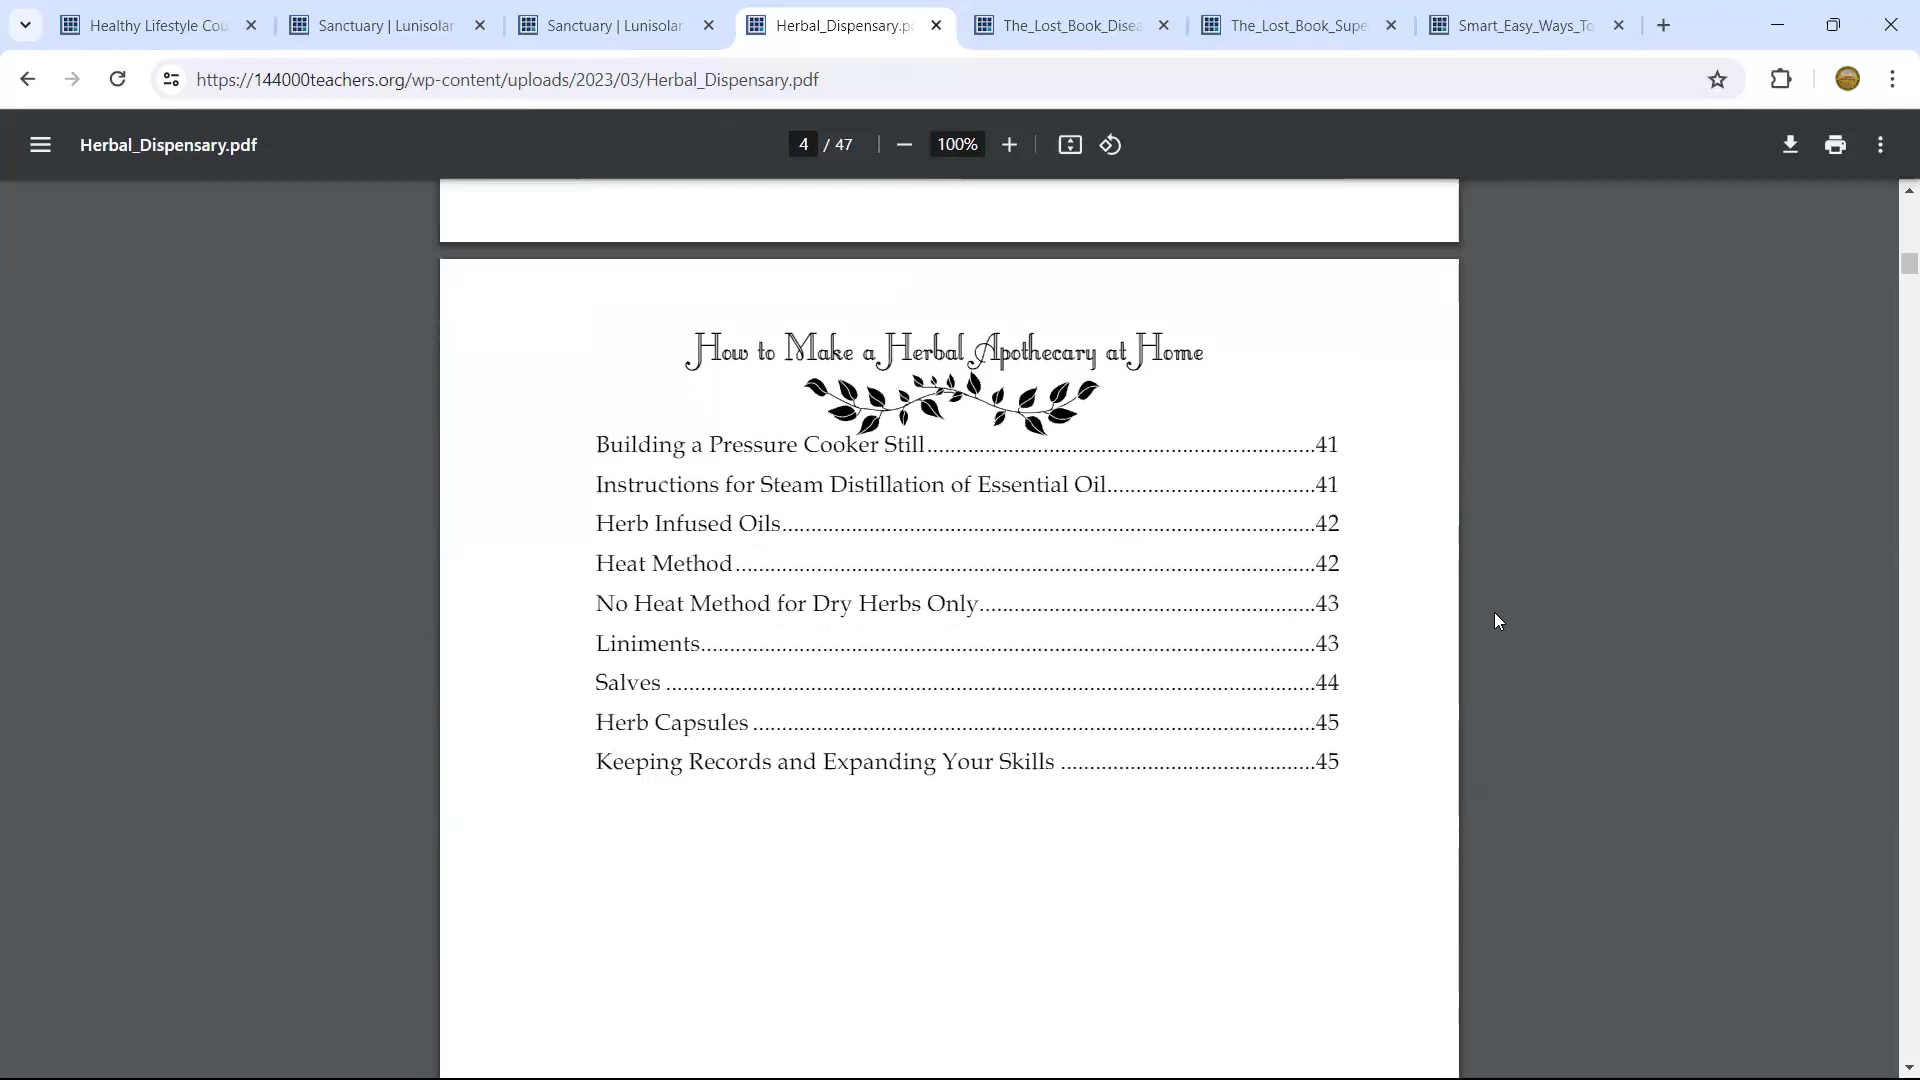 Healthy Lifestyle Cou
Sanctuary | Lunisolar
Sanctuary | Lunisolar
Herbal_Dispensary.p
The_Lost_Book_Disea
The_Lost_Book_Supe
Smart_Easy_Ways_To
https://144000teachers.org/wp-content/uploads/2023/03/Herbal_Dispensary.pdf
Herbal_Dispensary.pdf
4 / 47
100%
How to Make a Herbal Apothecary at Home
Building a Pressure Cooker Still..........41
Instructions for Steam Distillation of Essential Oil..........41
Herb Infused Oils..........42
Heat Method..........42
No Heat Method for Dry Herbs Only..........43
Liniments..........43
Salves ..........44
Herb Capsules ..........45
Keeping Records and Expanding Your Skills ..........45